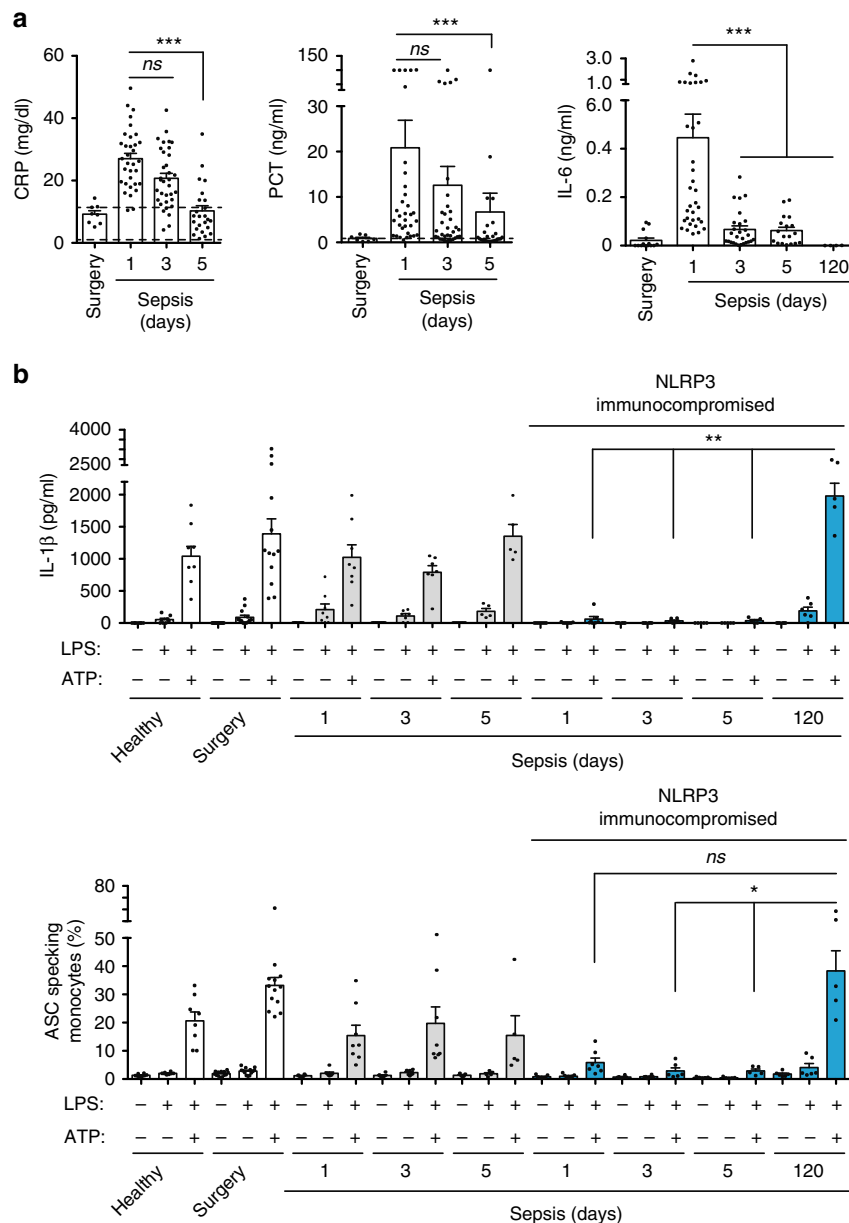 a
***
ns
60
40
20
0
CRP (mg/dl)
Surgery
1 3 5
Sepsis
(days)
***
ns
150
30
20
10
0
PCT (ng/ml)
Surgery
1 3 5
Sepsis
(days)
***
3.0
1.0
6.0
0.4
0.2
0
IL-6 (ng/ml)
Surgery
1 3 5 120
Sepsis (days)
b
NLRP3
immunocompromised
**
4000
2500
2000
1500
1000
500
0
IL-1β (pg/ml)
LPS: – + + – + + – + + – + + – + + – + + – + + – + + – + +
ATP: – – + – – + – – + – – + – – + – – + – – + – – + – – +
Healthy Surgery 1 3 5 1 3 5 120
Sepsis (days)
NLRP3
immunocompromised
ns
*
80
50
40
30
20
10
0
ASC specking
monocytes (%)
LPS: – + + – + + – + + – + + – + + – + + – + + – + + – + +
ATP: – – + – – + – – + – – + – – + – – + – – + – – + – – +
Healthy Surgery 1 3 5 1 3 5 120
Sepsis (days)